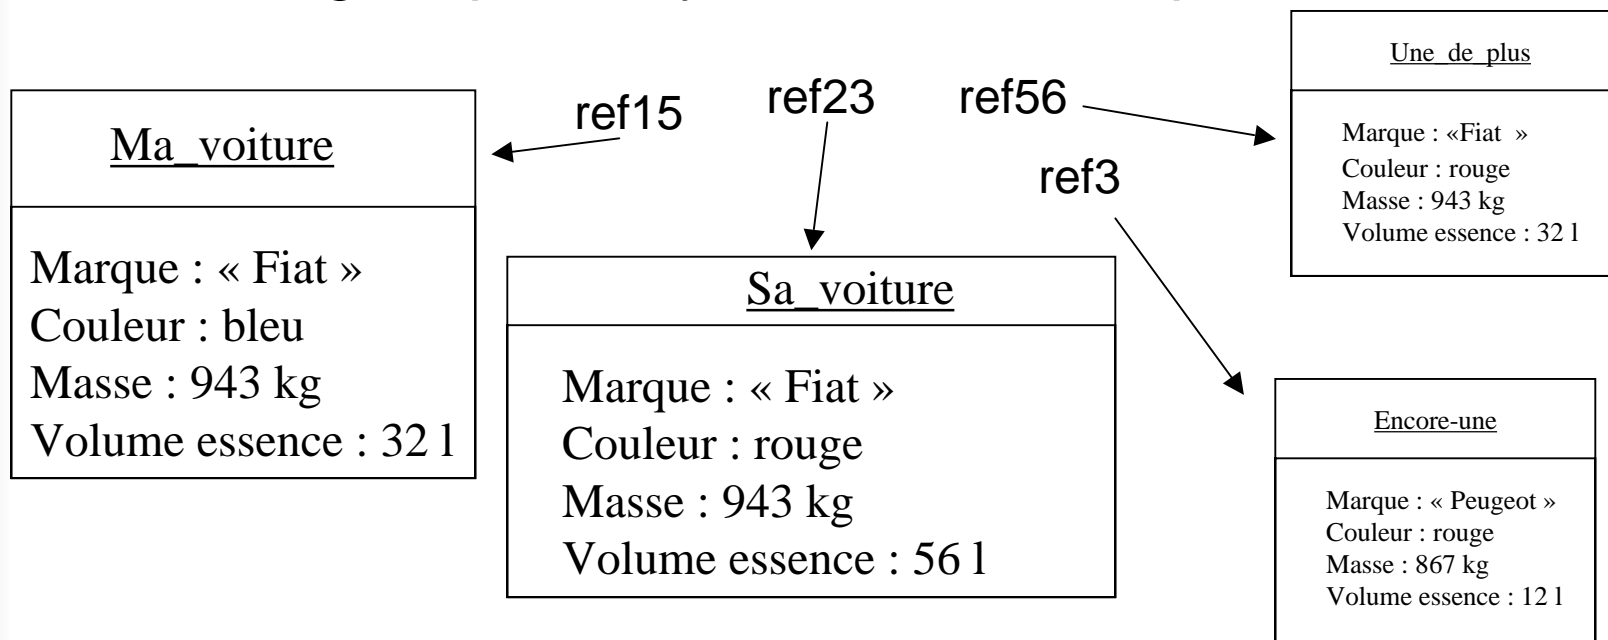 Ma_voiture
Marque : « Fiat »
Couleur : bleu
Masse : 943 kg
Volume essence : 32 l
ref15
ref23
ref56
ref3
Sa_voiture
Marque : « Fiat »
Couleur : rouge
Masse : 943 kg
Volume essence : 56 l
Une_de_plus
Marque : «Fiat »
Couleur : rouge
Masse : 943 kg
Volume essence : 32 l
Encore-une
Marque : « Peugeot »
Couleur : rouge
Masse : 867 kg
Volume essence : 12 l